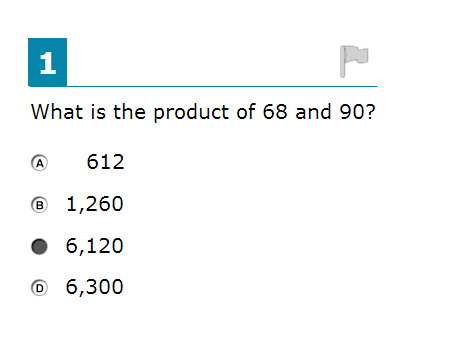 1
What is the product of 68 and 90?
A 612
B 1,260
6,120
D 6,300